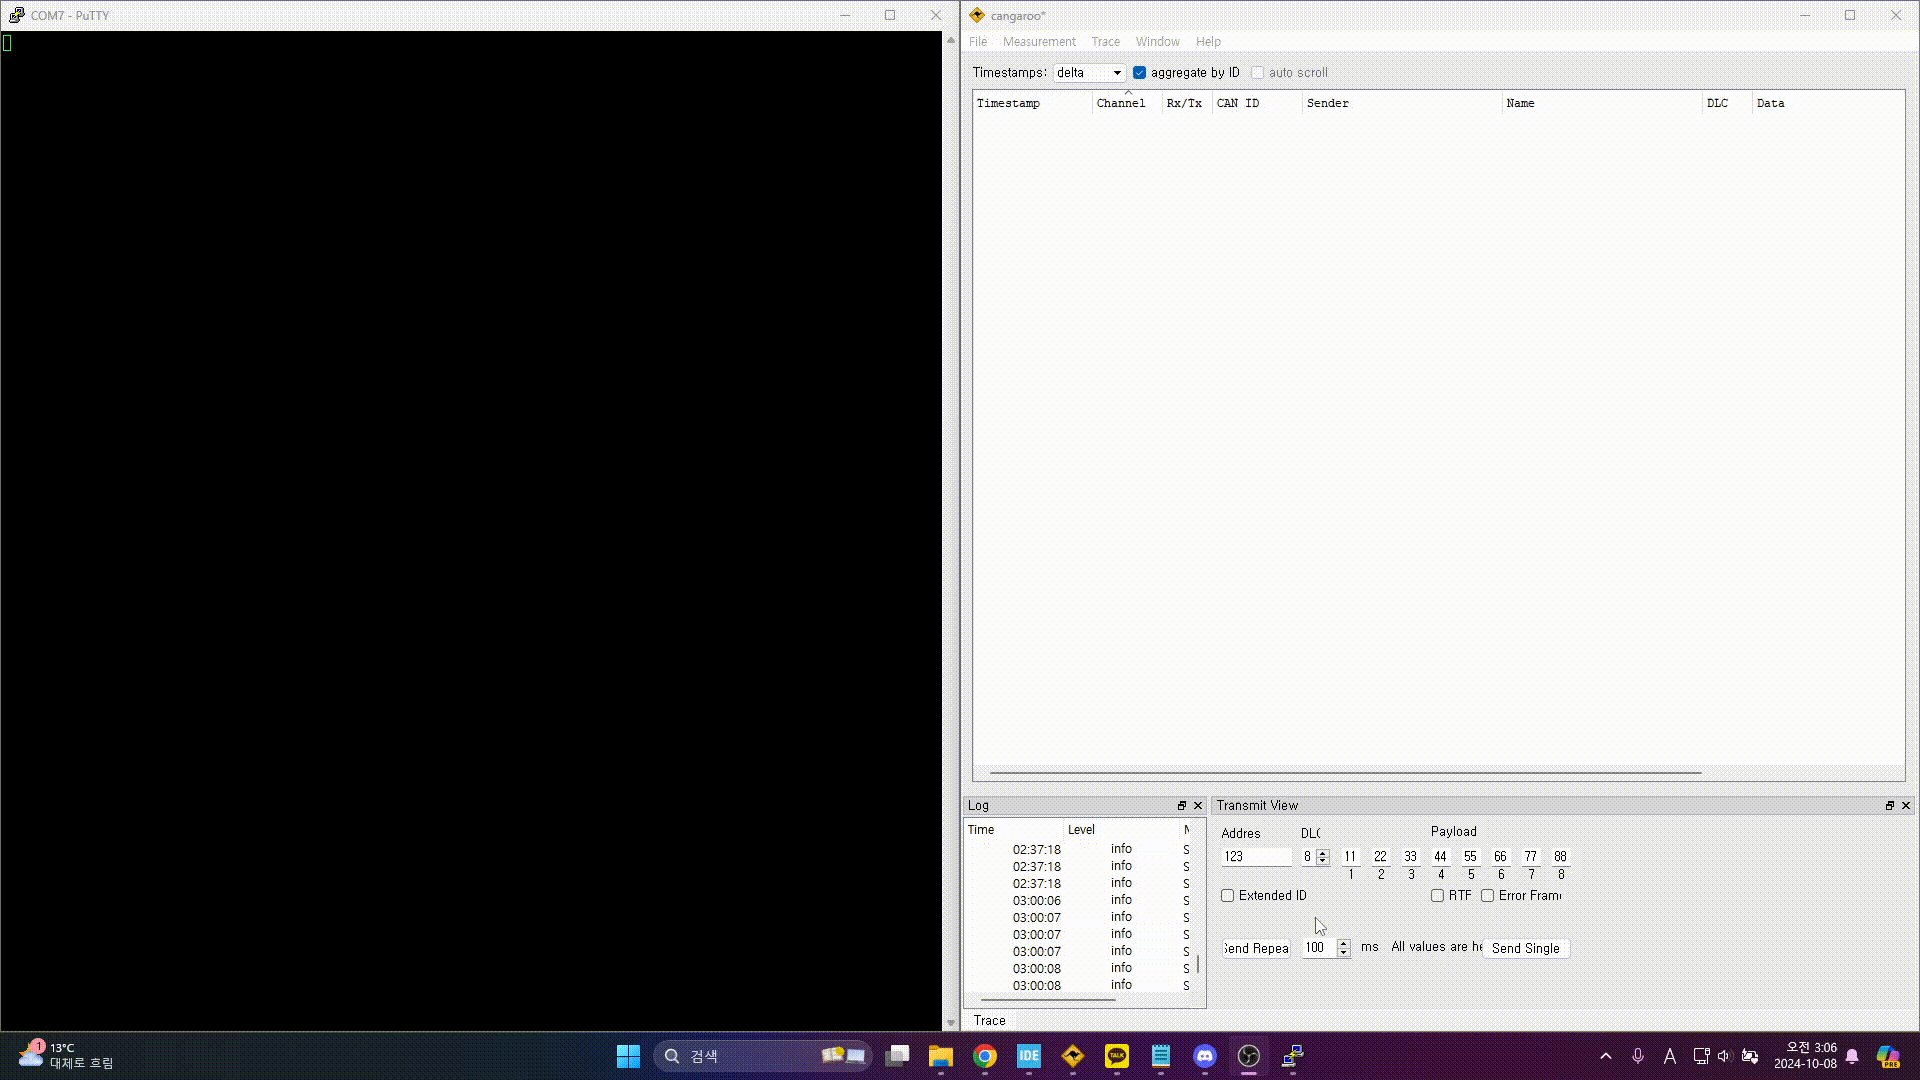 COM7 - PuTTY
cangaroo*
File Measurement Trace Window Help
Timestamps: delta aggregate by ID auto scroll
Timestamp Channel Rx/Tx CAN ID Sender Name DLC Data
Log
Time Level
02:37:18 info S
02:37:18 info S
02:37:18 info S
03:00:06 info S
03:00:07 info S
03:00:07 info S
03:00:07 info S
03:00:08 info S
03:00:08 info S
Trace
Transmit View
Addres DL( Payload
123 8 11 22 33 44 55 66 77 88
1 2 3 4 5 6 7 8
Extended ID RTF Error Fram
Send Repea 100 ms All values are he Send Single
1
13°C
대체로 흐림
검색
IDE
TALK
A
오전 3:06
2024-10-08
PRE